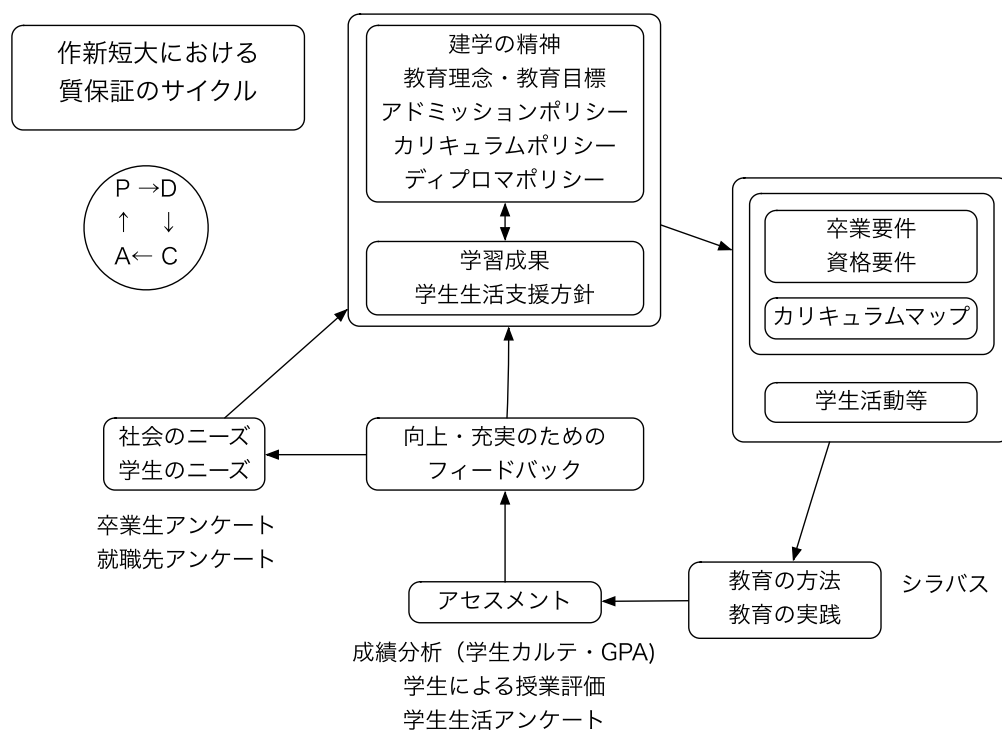 作新短大における
質保証のサイクル
P →D
↑ ↓
A← C
建学の精神
教育理念・教育目標
アドミッションポリシー
カリキュラムポリシー
ディプロマポリシー
学習成果
学生生活支援方針
卒業要件
資格要件
カリキュラムマップ
学生活動等
社会のニーズ
学生のニーズ
卒業生アンケート
就職先アンケート
向上・充実のための
フィードバック
アセスメント
成績分析（学生カルテ・GPA)
学生による授業評価
学生生活アンケート
教育の方法
教育の実践
シラバス